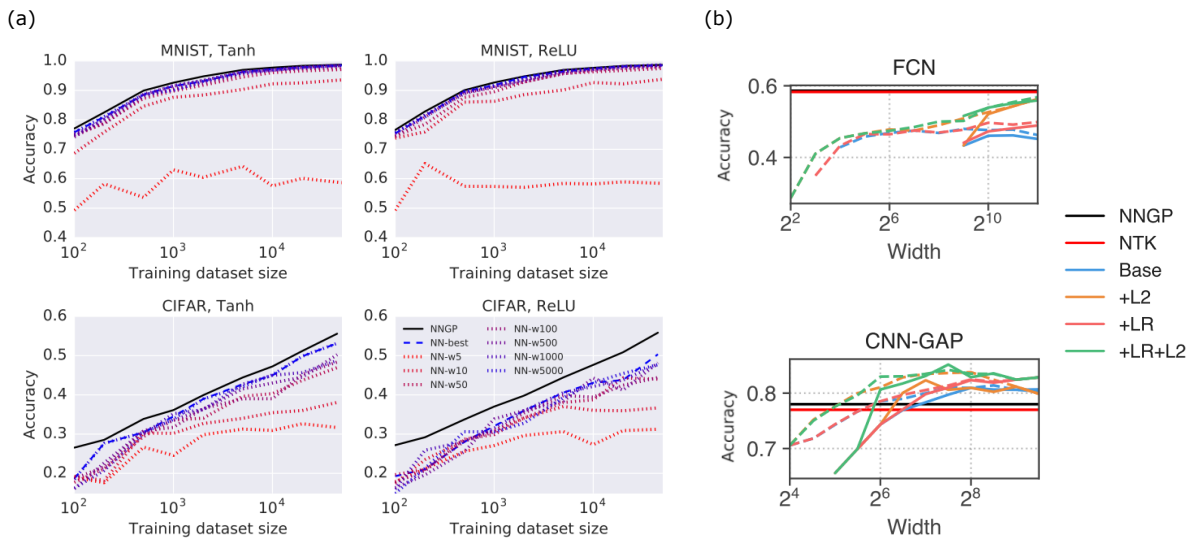 (a)
MNIST, Tanh
1.0
0.9
0.8
0.7
0.6
0.5
0.4
Accuracy
10^2
10^3
10^4
Training dataset size
MNIST, ReLU
1.0
0.9
0.8
0.7
0.6
0.5
0.4
10^2
10^3
10^4
Training dataset size
CIFAR, Tanh
0.6
0.5
0.4
0.3
0.2
Accuracy
10^2
10^3
10^4
Training dataset size
CIFAR, ReLU
0.6
0.5
0.4
0.3
0.2
NNGP
NN-best
NN-w5
NN-w10
NN-w50
NN-w100
NN-w500
NN-w1000
NN-w5000
10^2
10^3
10^4
Training dataset size
(b)
FCN
0.6
0.4
Accuracy
2^2
2^6
2^10
Width
CNN-GAP
0.8
0.7
Accuracy
2^4
2^6
2^8
Width
NNGP
NTK
Base
+L2
+LR
+LR+L2